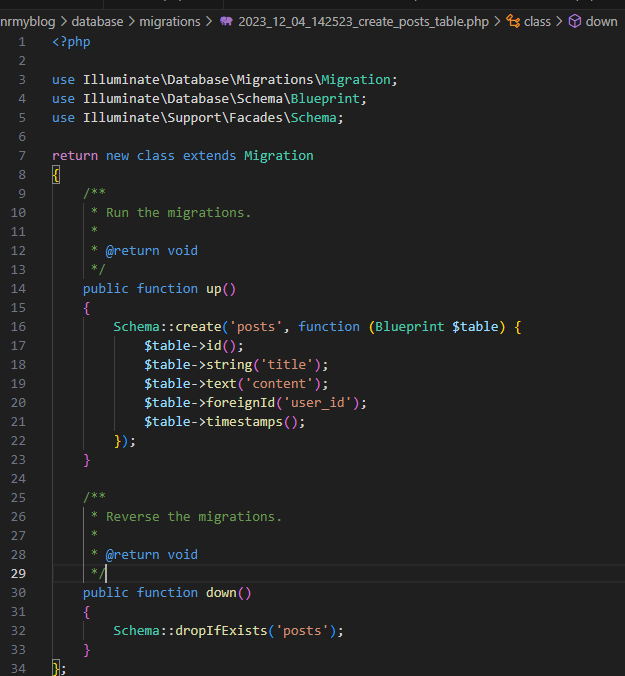 nrmyblog > database > migrations > 2023_12_04_142523_create_posts_table.php > class > down
1 <?php
2
3 use Illuminate\Database\Migrations\Migration;
4 use Illuminate\Database\Schema\Blueprint;
5 use Illuminate\Support\Facades\Schema;
6
7 return new class extends Migration
8 {
9     /**
10      * Run the migrations.
11      *
12      * @return void
13      */
14     public function up()
15     {
16         Schema::create('posts', function (Blueprint $table) {
17             $table->id();
18             $table->string('title');
19             $table->text('content');
20             $table->foreignId('user_id');
21             $table->timestamps();
22         });
23     }
24
25     /**
26      * Reverse the migrations.
27      *
28      * @return void
29      */
30     public function down()
31     {
32         Schema::dropIfExists('posts');
33     }
34 };